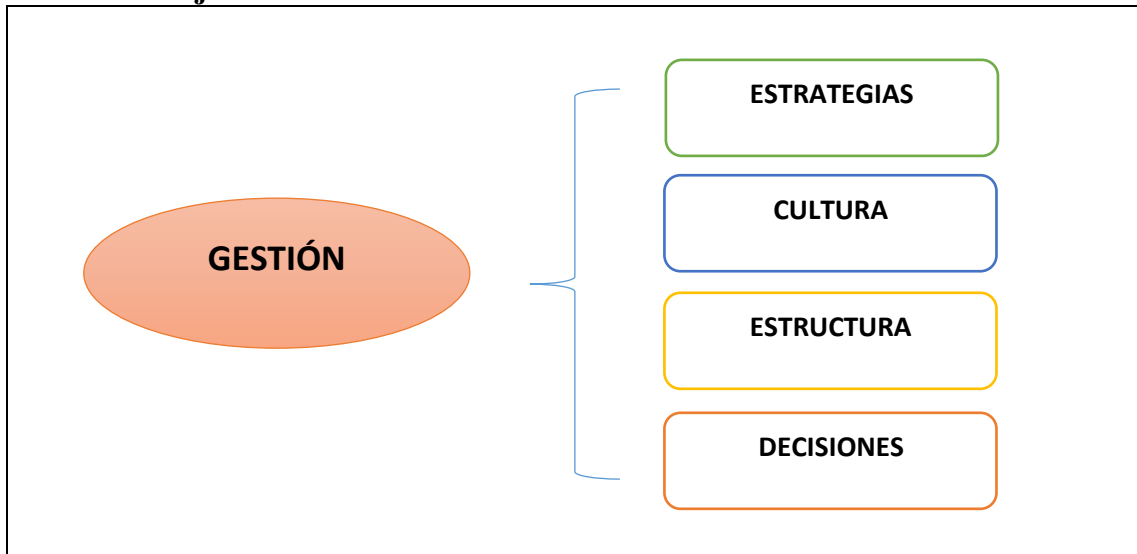 GESTIÓN
ESTRATEGIAS
CULTURA
ESTRUCTURA
DECISIONES